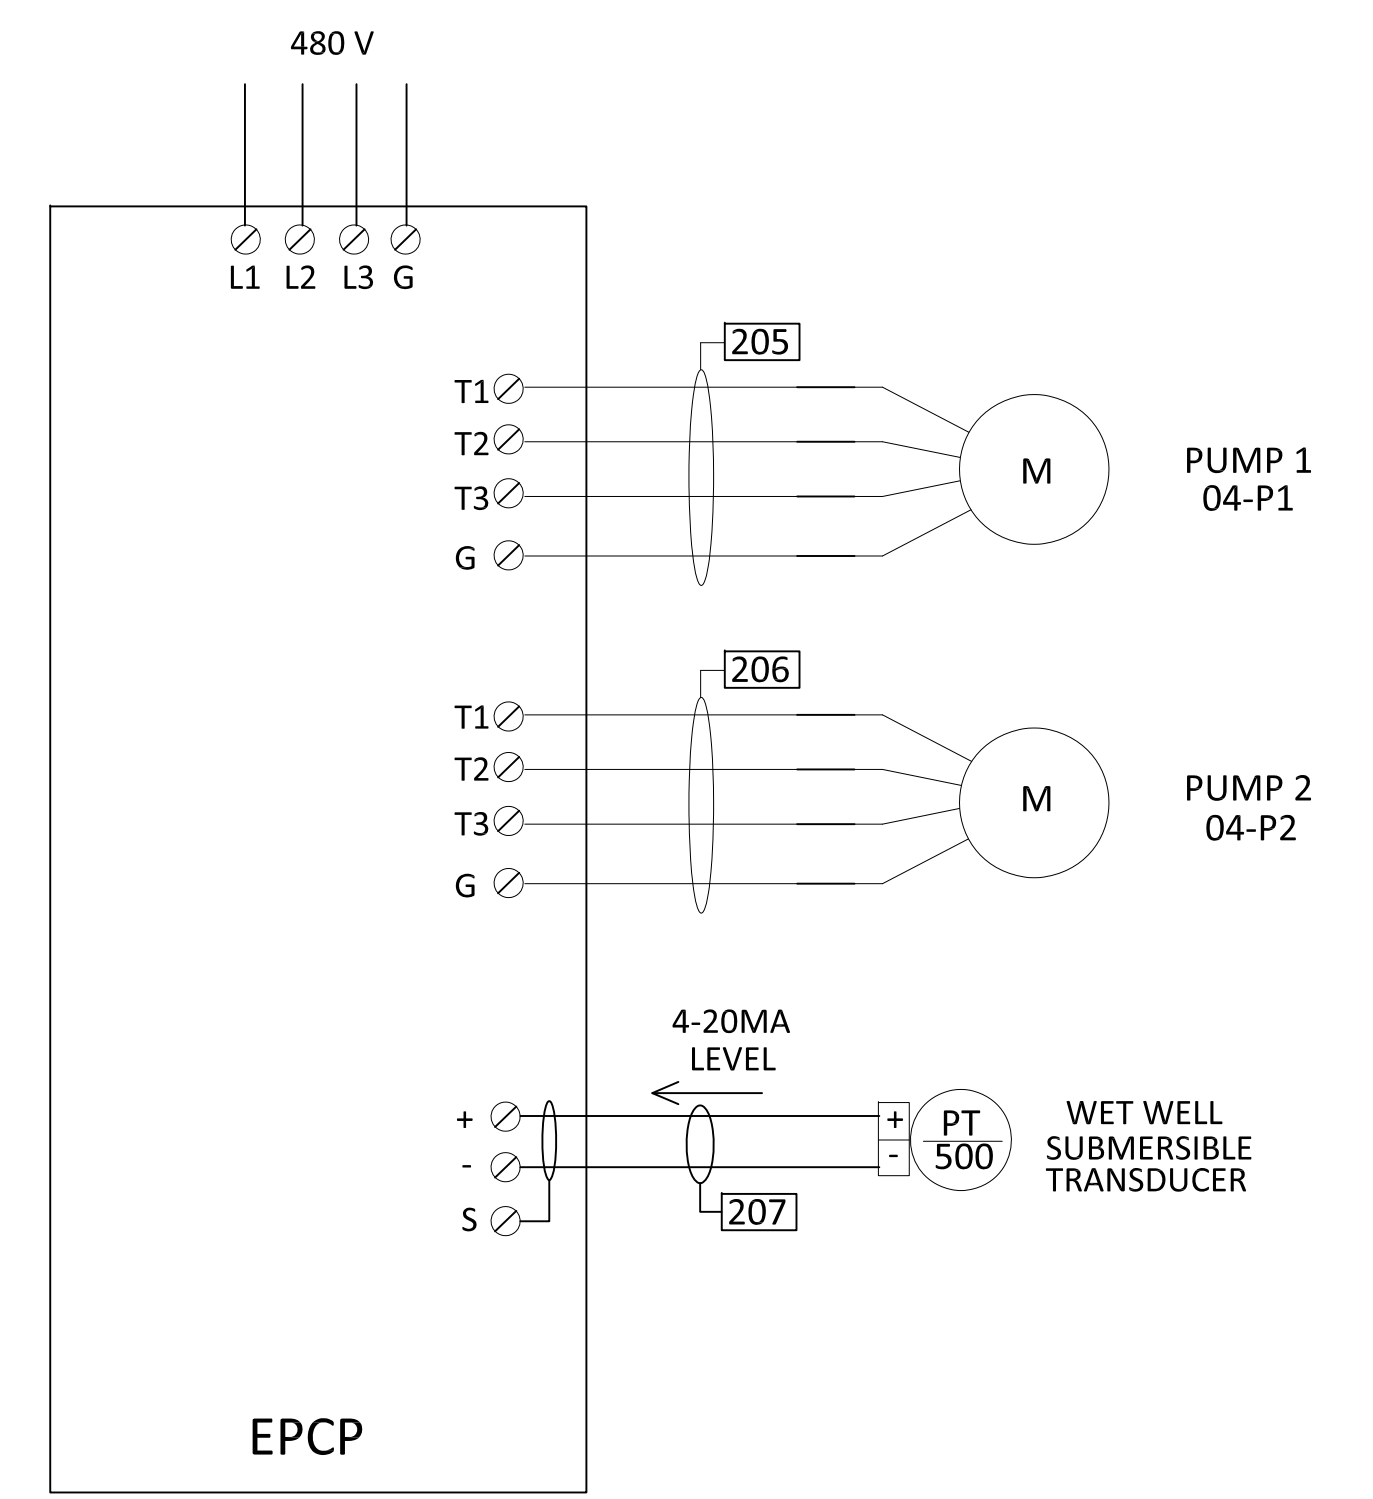 480 V
L1 L2 L3 G
205
T1
T2
T3
G
M
PUMP 1
04-P1
206
T1
T2
T3
G
M
PUMP 2
04-P2
4-20MA
LEVEL
+
-
S
+
-
PT
500
WET WELL
SUBMERSIBLE
TRANSDUCER
207
EPCP